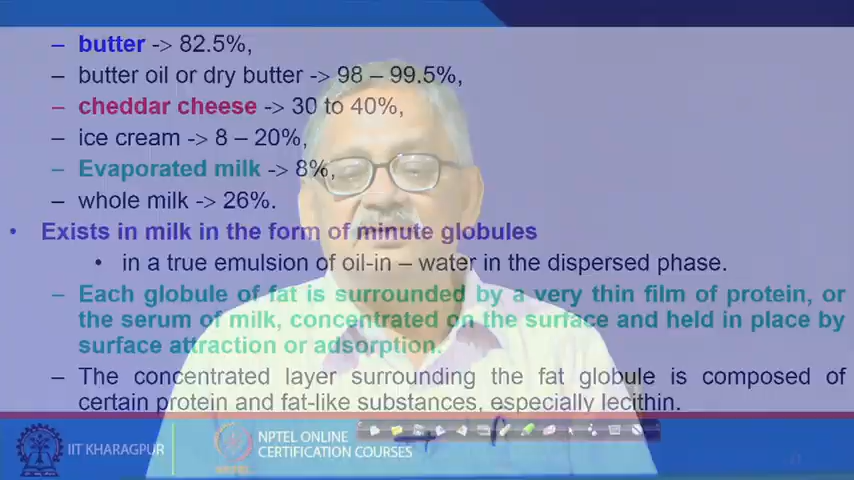 – butter -> 82.5%,
– butter oil or dry butter -> 98 – 99.5%,
– cheddar cheese -> 30 to 40%,
– ice cream -> 8 – 20%,
– Evaporated milk -> 8%,
– whole milk -> 26%.
• Exists in milk in the form of minute globules
• in a true emulsion of oil-in – water in the dispersed phase.
– Each globule of fat is surrounded by a very thin film of protein, or
the serum of milk, concentrated on the surface and held in place by
surface attraction or adsorption.
– The concentrated layer surrounding the fat globule is composed of
certain protein and fat-like substances, especially lecithin.
IIT KHARAGPUR
NPTEL ONLINE
CERTIFICATION COURSES